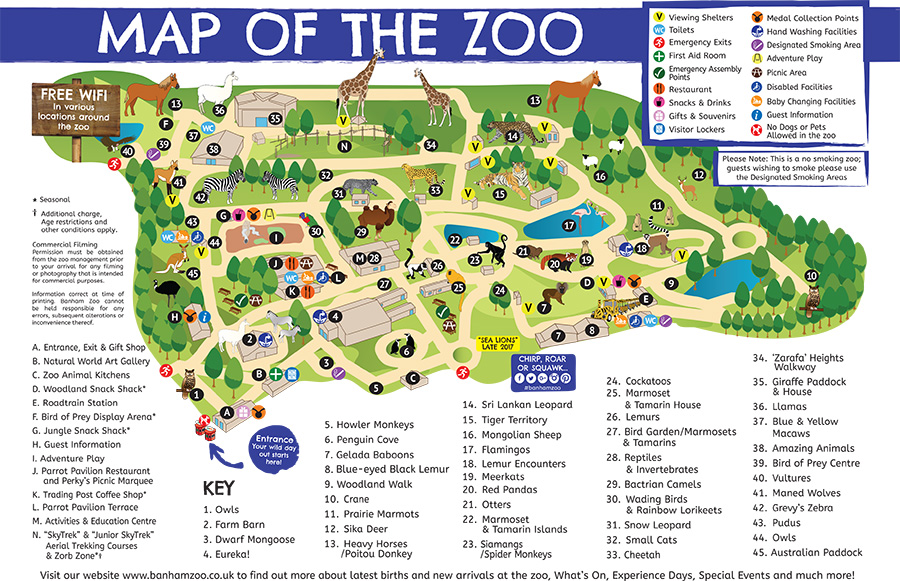 MAP OF THE ZOO
Viewing Shelters
Toilets
Emergency Exits
First Aid Room
Emergency Assembly
Points
Restaurant
Snacks & Drinks
Gifts & Souvenirs
Visitor Lockers
Medal Collection Points
Hand Washing Facilities
Designated Smoking Area
Adventure Play
Picnic Area
Disabled Facilities
Baby Changing Facilities
Guest Information
No Dogs or Pets
Allowed in the zoo
Please Note: This is a no smoking zoo;
guests wishing to smoke please use
the Designated Smoking Areas
FREE WIFI
In various
locations around
the zoo
* Seasonal
† Additional charge,
Age restrictions and
other conditions apply.
Commercial Filming
Permission must be obtained
from the zoo management prior
to your arrival, for any filming
or photography that is intended
for commercial purposes.
Information correct at time of
printing. Banham Zoo cannot
be held responsible for any
errors, subsequent alterations or
inconvenience thereof.
A. Entrance, Exit & Gift Shop
B. Natural World Art Gallery
C. Zoo Animal Kitchens
D. Woodland Snack Shack*
E. Roadtrain Station
F. Bird of Prey Display Arena*
G. Jungle Snack Shack*
H. Guest Information
I. Adventure Play
J. Parrot Pavilion Restaurant
and Perky's Picnic Marquee
K. Trading Post Coffee Shop*
L. Parrot Pavilion Terrace
M. Activities & Education Centre
N. "SkyTrek" & "Junior SkyTrek"
Aerial Trekking Courses
& Zorb Zone*†
Entrance
Your wild day
out starts
here!
"SEA LIONS"
LATE 2017
CHIRP, ROAR
OR SQUAWK...
#banhamzoo
KEY
1. Owls
2. Farm Barn
3. Dwarf Mongoose
4. Eureka!
5. Howler Monkeys
6. Penguin Cove
7. Gelada Baboons
8. Blue-eyed Black Lemur
9. Woodland Walk
10. Crane
11. Prairie Marmots
12. Sika Deer
13. Heavy Horses
/Poitou Donkey
14. Sri Lankan Leopard
15. Tiger Territory
16. Mongolian Sheep
17. Flamingos
18. Lemur Encounters
19. Meerkats
20. Red Pandas
21. Otters
22. Marmoset
& Tamarin Islands
23. Siamangs
/Spider Monkeys
24. Cockatoos
25. Marmoset
& Tamarin House
26. Lemurs
27. Bird Garden/Marmosets
& Tamarins
28. Reptiles
& Invertebrates
29. Bactrian Camels
30. Wading Birds
& Rainbow Lorikeets
31. Snow Leopard
32. Small Cats
33. Cheetah
34. 'Zarafa' Heights
Walkway
35. Giraffe Paddock
& House
36. Llamas
37. Blue & Yellow
Macaws
38. Amazing Animals
39. Bird of Prey Centre
40. Vultures
41. Maned Wolves
42. Grevy's Zebra
43. Pudus
44. Owls
45. Australian Paddock
Visit our website www.banhamzoo.co.uk to find out more about latest births and new arrivals at the zoo, What's On, Experience Days, Special Events and much more!